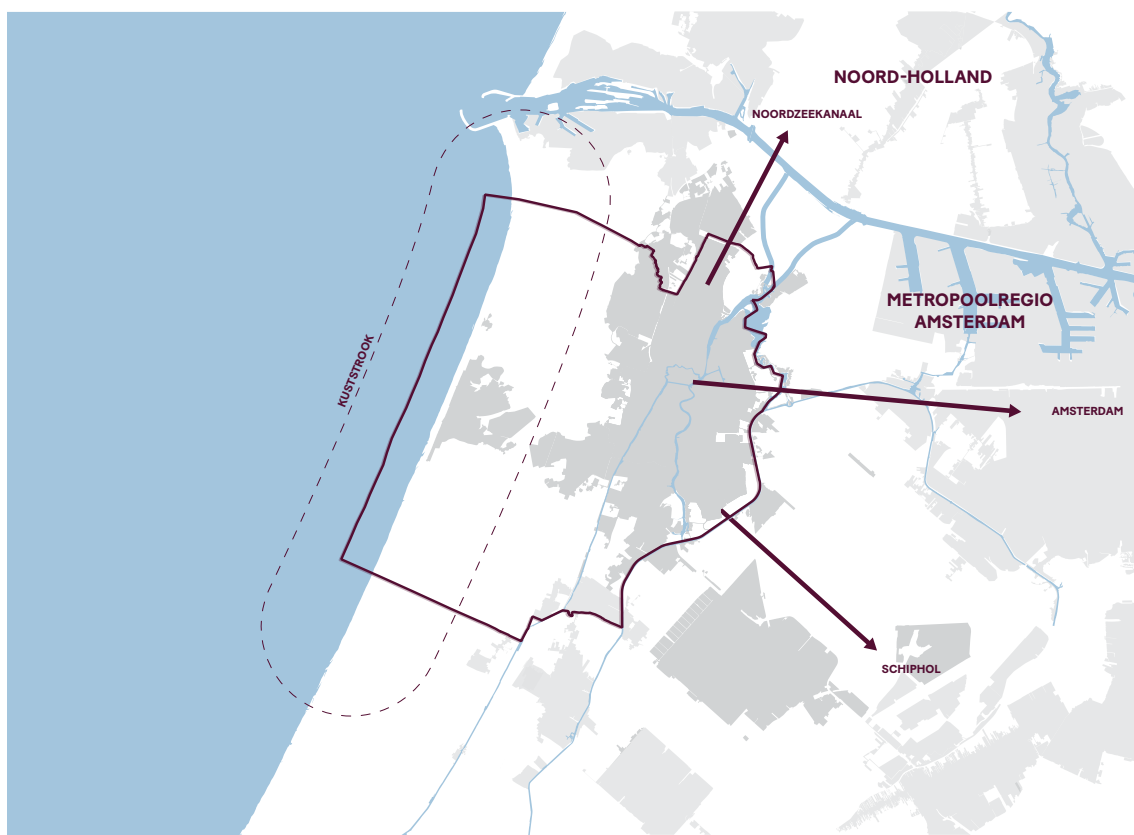 NOORD-HOLLAND
NOORDZEEKANAAL
METROPOOLREGIO
AMSTERDAM
KUSTSTROOK
AMSTERDAM
SCHIPHOL